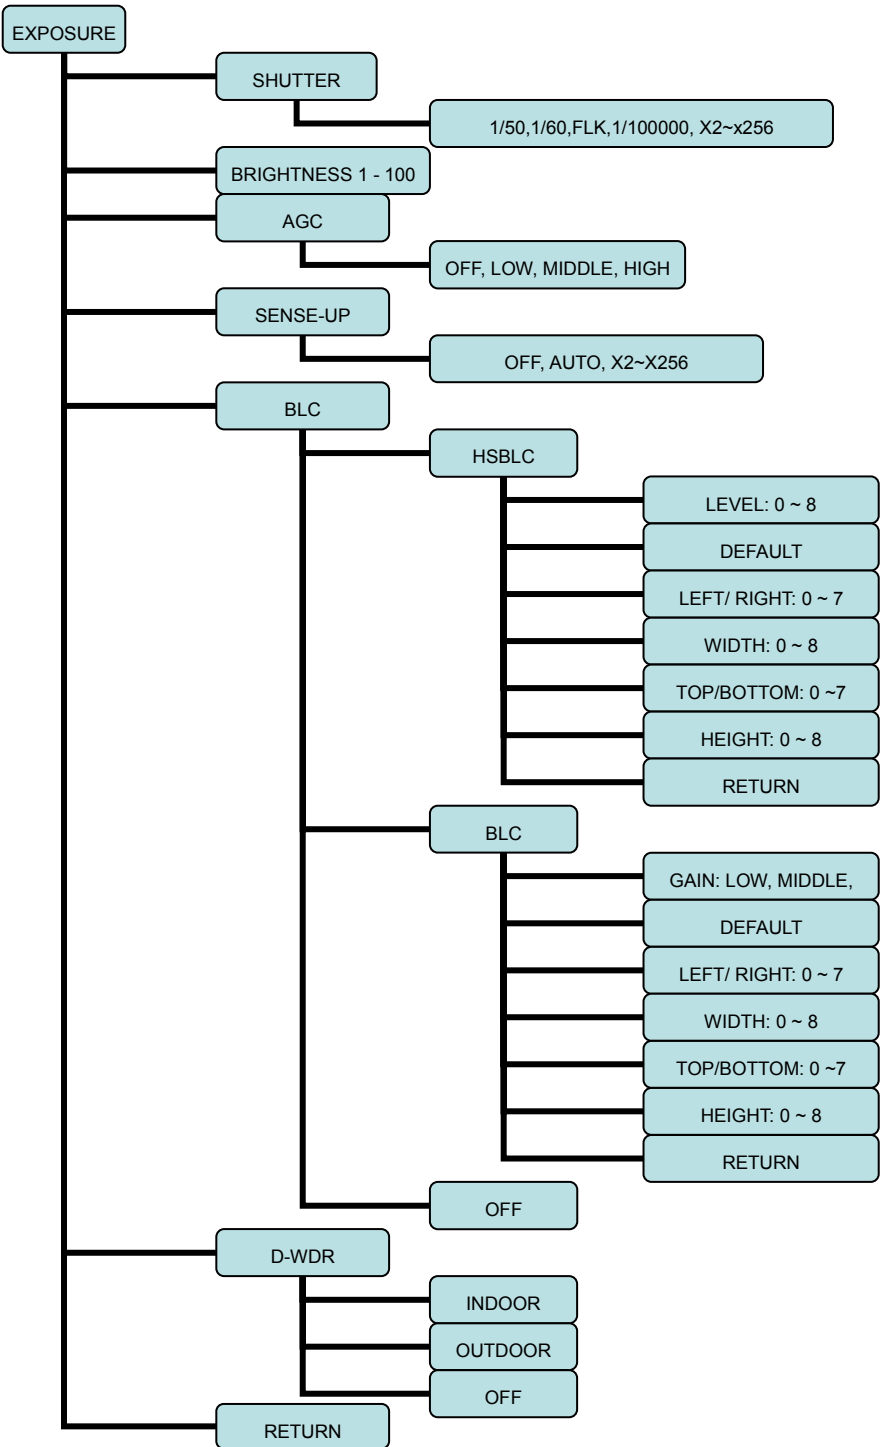 EXPOSURE
SHUTTER
1/50,1/60,FLK,1/100000, X2~x256
BRIGHTNESS 1 - 100
AGC
OFF, LOW, MIDDLE, HIGH
SENSE-UP
OFF, AUTO, X2~X256
BLC
HSBLC
LEVEL: 0 ~ 8
DEFAULT
LEFT/ RIGHT: 0 ~ 7
WIDTH: 0 ~ 8
TOP/BOTTOM: 0 ~7
HEIGHT: 0 ~ 8
RETURN
BLC
GAIN: LOW, MIDDLE,
DEFAULT
LEFT/ RIGHT: 0 ~ 7
WIDTH: 0 ~ 8
TOP/BOTTOM: 0 ~7
HEIGHT: 0 ~ 8
RETURN
OFF
D-WDR
INDOOR
OUTDOOR
OFF
RETURN